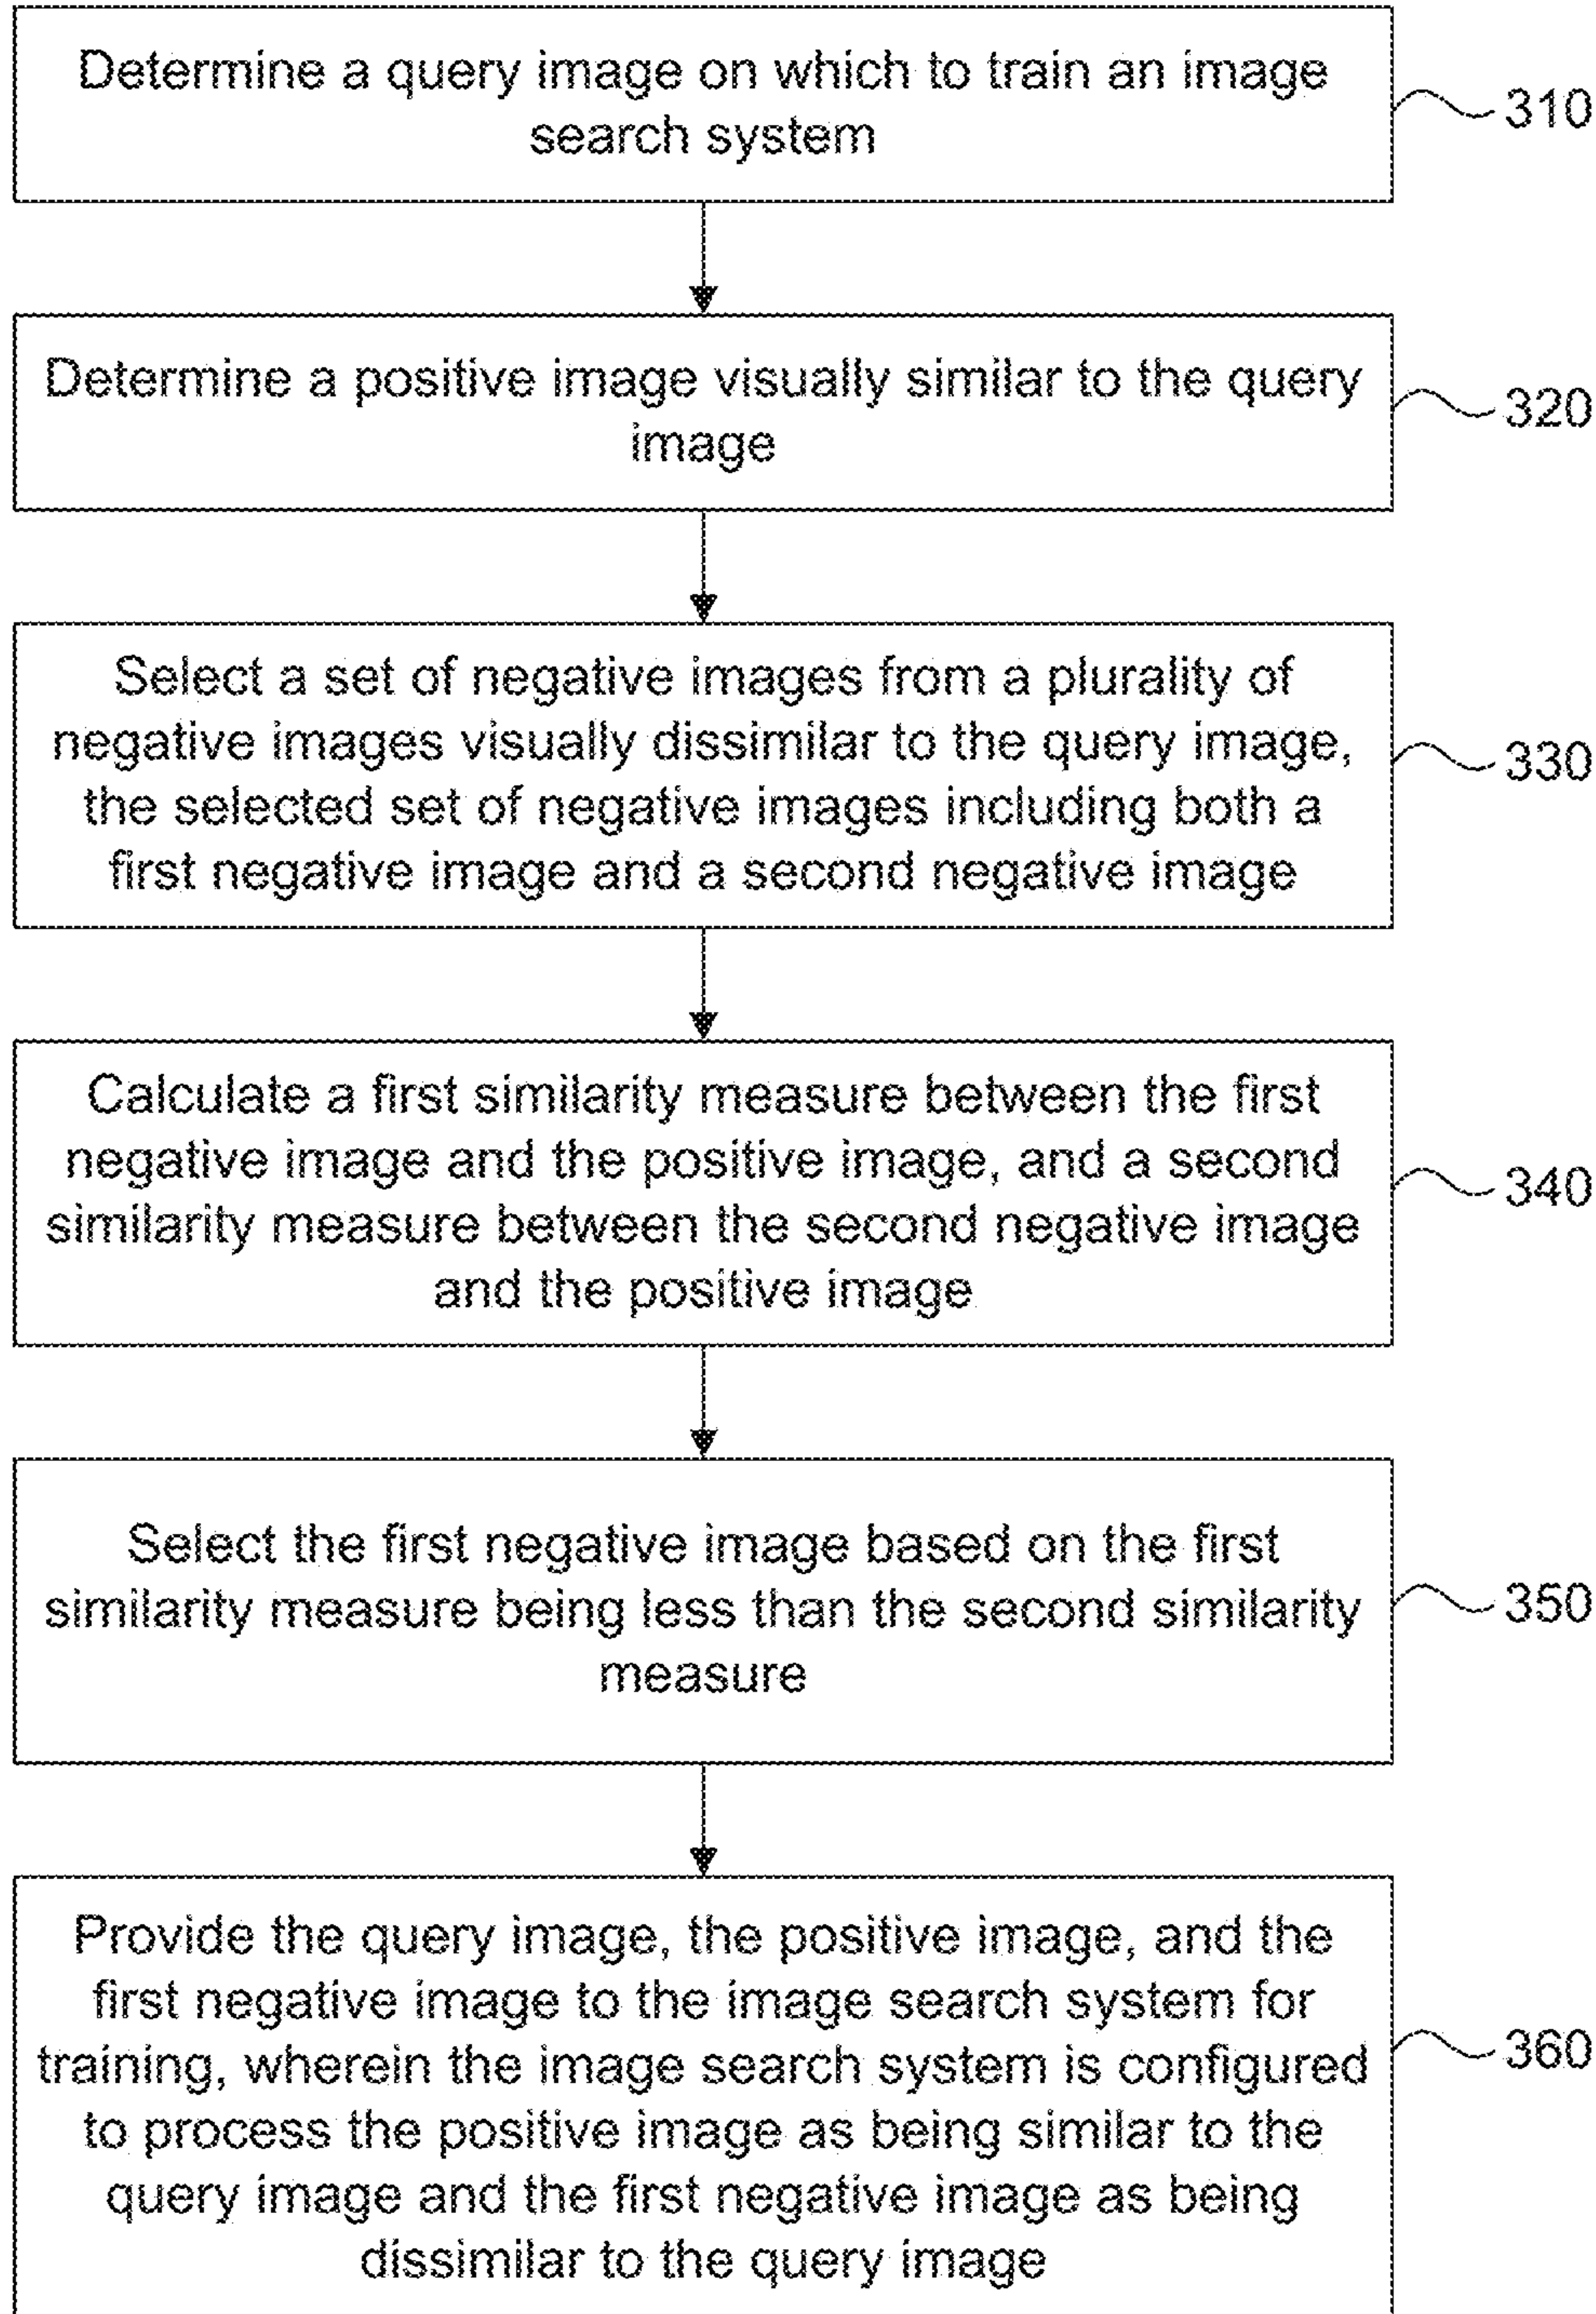 Determine a query image on which to train an image
search system
310
Determine a positive image visually similar to the query
image
320
Select a set of negative images from a plurality of
negative images visually dissimilar to the query image,
the selected set of negative images including both a
first negative image and a second negative image
330
Calculate a first similarity measure between the first
negative image and the positive image, and a second
similarity measure between the second negative image
and the positive image
340
Select the first negative image based on the first
similarity measure being less than the second similarity
measure
350
Provide the query image, the positive image, and the
first negative image to the image search system for
training, wherein the image search system is configured
to process the positive image as being similar to the
query image and the first negative image as being
dissimilar to the query image
360